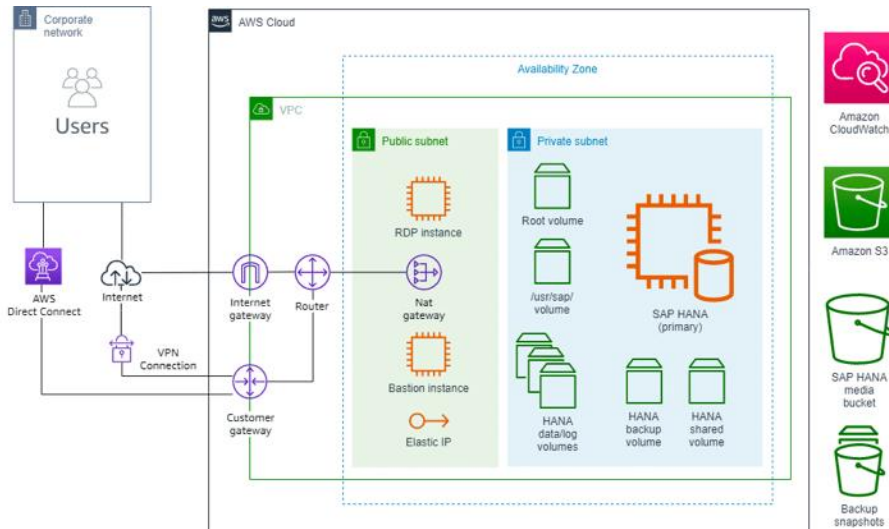 Corporate
network
Users
AWS
Direct Connect
Internet
VPN
Connection
aws
AWS Cloud
Availability Zone
VPC
Internet
gateway
Router
Customer
gateway
Public subnet
RDP instance
Nat
gateway
Bastion instance
Elastic IP
Private subnet
Root volume
/usr/sap/
volume
SAP HANA
(primary)
HANA
data/log
volumes
HANA
backup
volume
HANA
shared
volume
Amazon
CloudWatch
Amazon S3
SAP HANA
media
bucket
Backup
snapshots